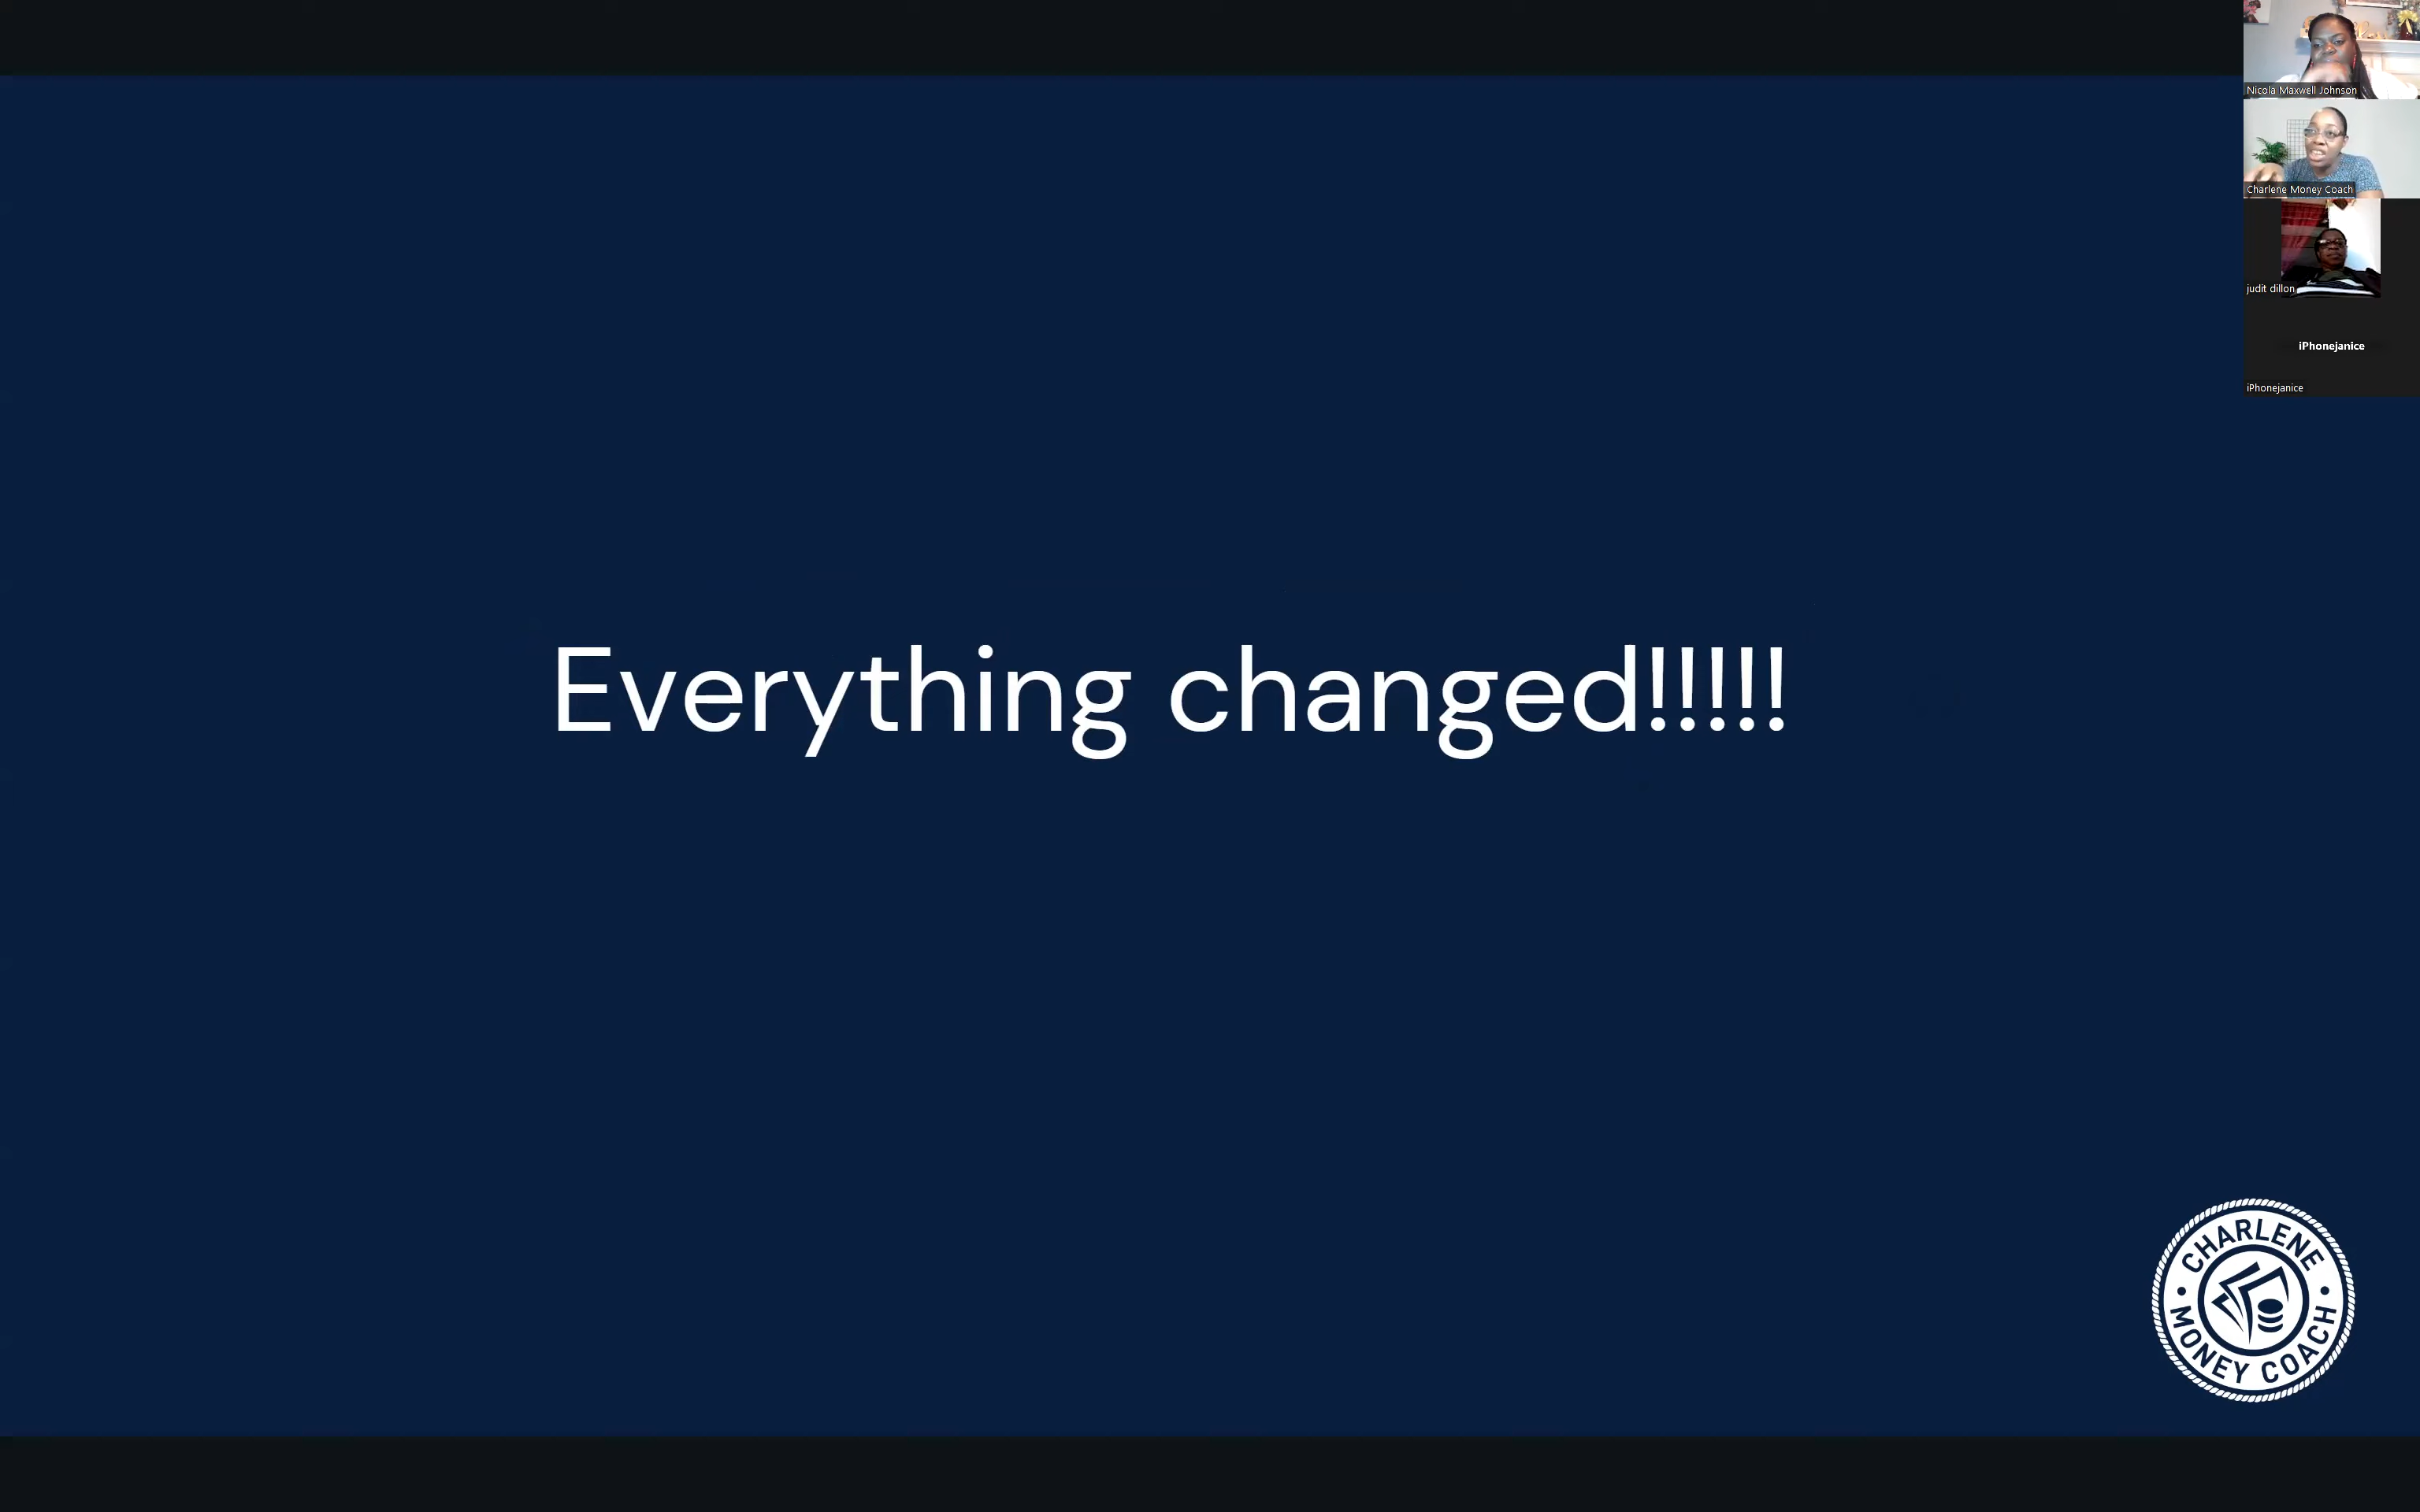 Nicola Maxwell Johnson
Charlene Money Coach
judit dillon
iPhonejanice
iPhonejanice
Everything changed!!!!!
CHARLENE
MONEY COACH